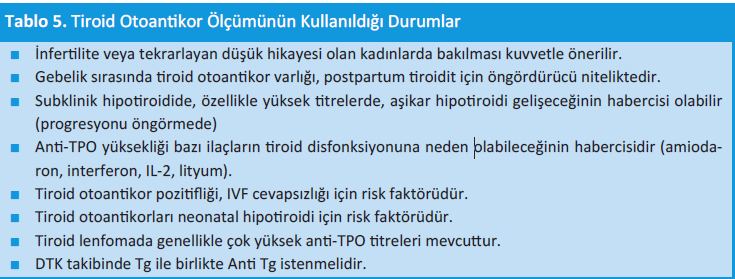 Tablo 5. Tiroid Otoantikor Ölçümünün Kullanıldığı Durumlar
■ İnfertilite veya tekrarlayan düşük hikayesi olan kadınlarda bakılması kuvvetle önerilir.
■ Gebelik sırasında tiroid otoantikor varlığı, postpartum tiroidit için öngördürücü niteliktedir.
■ Subklinik hipotiroidide, özellikle yüksek titrelerde, aşikar hipotiroidi gelişeceğinin habercisi olabilir
(progresyonu öngörmede)
■ Anti-TPO yüksekliği bazı ilaçların tiroid disfonksiyonuna neden olabileceğinin habercisidir (amioda-
ron, interferon, IL-2, lityum).
■ Tiroid otoantikor pozitifliği, IVF cevapsızlığı için risk faktörüdür.
■ Tiroid otoantikorları neonatal hipotiroidi için risk faktörüdür.
■ Tiroid lenfomada genellikle çok yüksek anti-TPO titreleri mevcuttur.
■ DTK takibinde Tg ile birlikte Anti Tg istenmelidir.